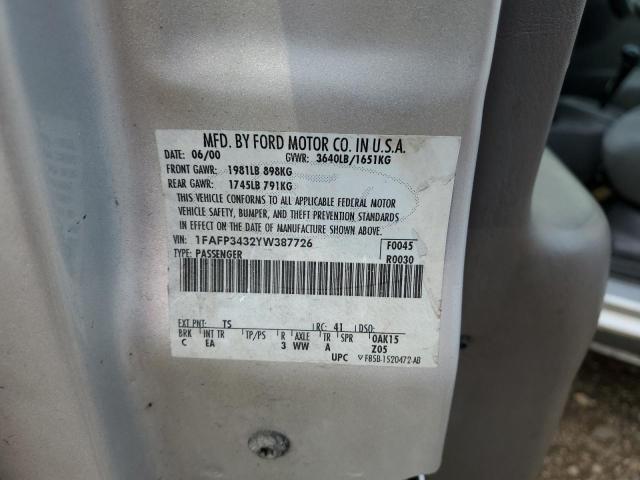 MFD. BY FORD MOTOR CO. IN U.S.A.
DATE: 06/00 GVWR: 3640LB/1651KG
FRONT GAWR: 1981LB 898KG
REAR GAWR: 1745LB 791KG
THIS VEHICLE CONFORMS TO ALL APPLICABLE FEDERAL MOTOR
VEHICLE SAFETY, BUMPER, AND THEFT PREVENTION STANDARDS
IN EFFECT ON THE DATE OF MANUFACTURE SHOWN ABOVE.
VIN: 1FAFP3432YW387726 F0045
TYPE: PASSENGER R0030
EXT PNT: TS RC: 41 DSO:
BRK INT TR TP/PS R AXLE TR SPR 0AK15
C EA 3 WW A Z05
UPC F85B-1520472-AB